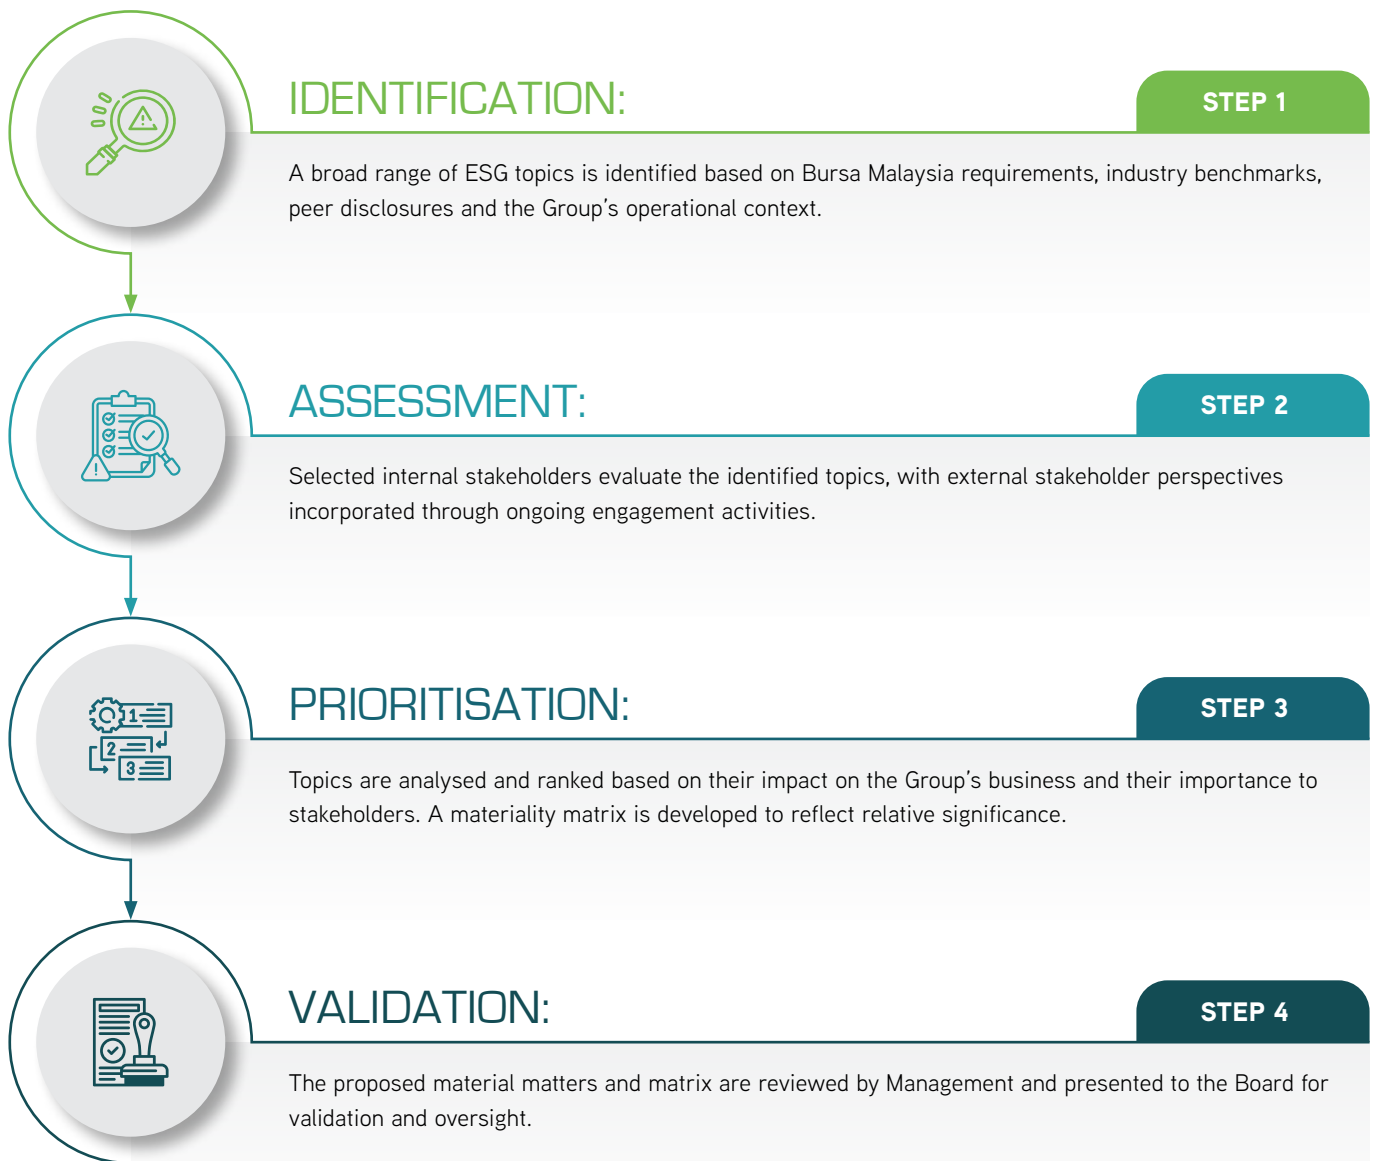 IDENTIFICATION:
STEP 1
A broad range of ESG topics is identified based on Bursa Malaysia requirements, industry benchmarks,
peer disclosures and the Group's operational context.
ASSESSMENT:
STEP 2
Selected internal stakeholders evaluate the identified topics, with external stakeholder perspectives
incorporated through ongoing engagement activities.
PRIORITISATION:
STEP 3
1
2
3
Topics are analysed and ranked based on their impact on the Group's business and their importance to
stakeholders. A materiality matrix is developed to reflect relative significance.
VALIDATION:
STEP 4
The proposed material matters and matrix are reviewed by Management and presented to the Board for
validation and oversight.